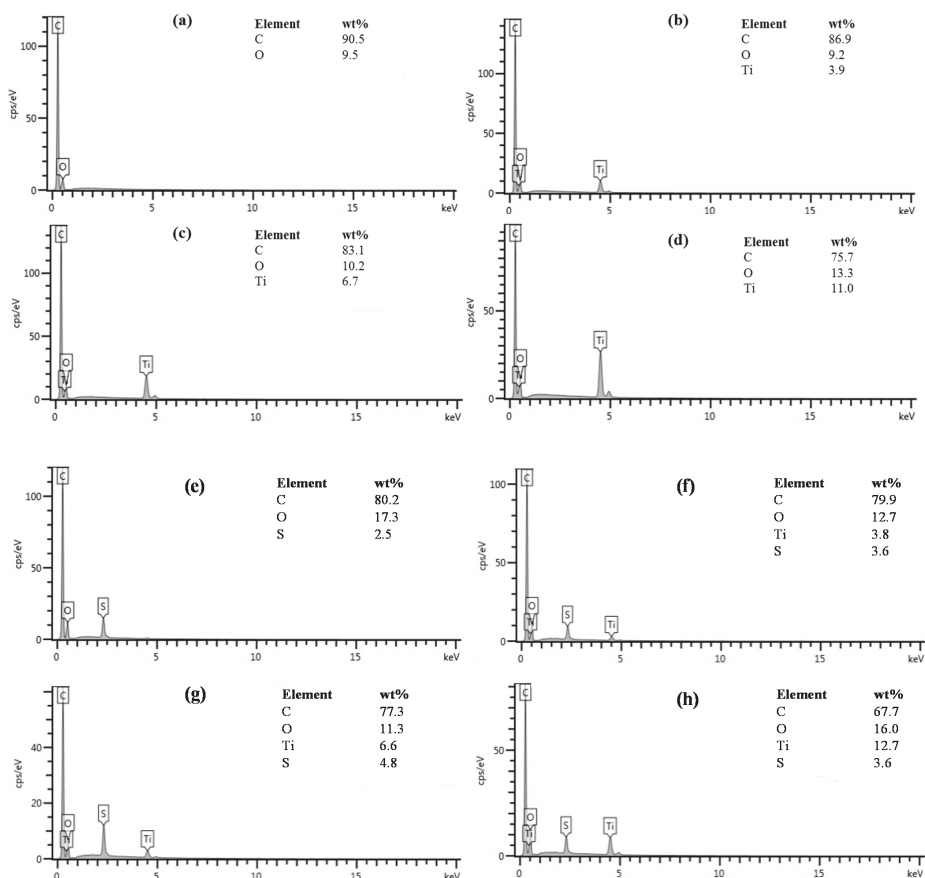 (a)
Element wt%
C 90.5
O 9.5
cps/eV
100
50
0
C
O
0 5 10 15 keV
(b)
Element wt%
C 86.9
O 9.2
Ti 3.9
cps/eV
100
50
0
C
O
Ti
Ti
0 5 10 15 keV
(c)
Element wt%
C 83.1
O 10.2
Ti 6.7
cps/eV
100
50
0
C
O
Ti
Ti
0 5 10 15 keV
(d)
Element wt%
C 75.7
O 13.3
Ti 11.0
cps/eV
50
0
C
O
Ti
Ti
0 5 10 15 keV
(e)
Element wt%
C 80.2
O 17.3
S 2.5
cps/eV
100
50
0
C
O
S
0 5 10 15 keV
(f)
Element wt%
C 79.9
O 12.7
Ti 3.8
S 3.6
cps/eV
100
50
0
C
O
Ti
S
Ti
0 5 10 15 keV
(g)
Element wt%
C 77.3
O 11.3
Ti 6.6
S 4.8
cps/eV
40
20
0
C
O
Ti
S
Ti
0 5 10 15 keV
(h)
Element wt%
C 67.7
O 16.0
Ti 12.7
S 3.6
cps/eV
50
0
C
O
Ti
S
Ti
0 5 10 15 keV